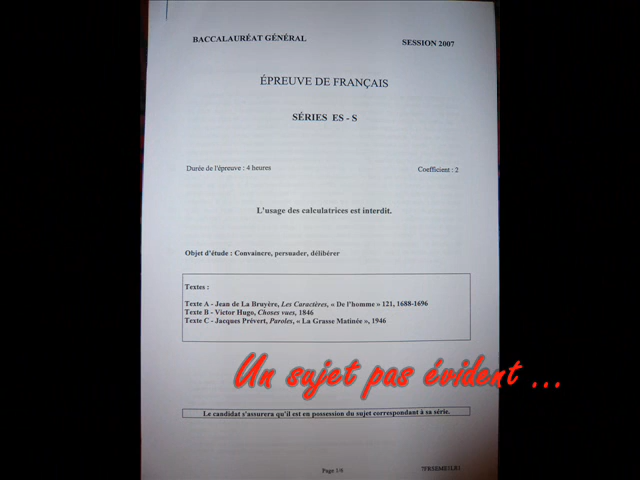 BACCALAURÉAT GÉNÉRAL
SESSION 2007
ÉPREUVE DE FRANÇAIS
SÉRIES ES - S
Durée de l'épreuve : 4 heures
Coefficient : 2
L'usage des calculatrices est interdit.
Objet d'étude : Convaincre, persuader, délibérer
Textes :
Texte A - Jean de La Bruyère, Les Caractères, « De l'homme » 121, 1688-1696
Texte B - Victor Hugo, Choses vues, 1846
Texte C - Jacques Prévert, Paroles, « La Grasse Matinée », 1946
Un sujet pas évident ...
Le candidat s'assurera qu'il est en possession du sujet correspondant à sa série.
Page 1/6